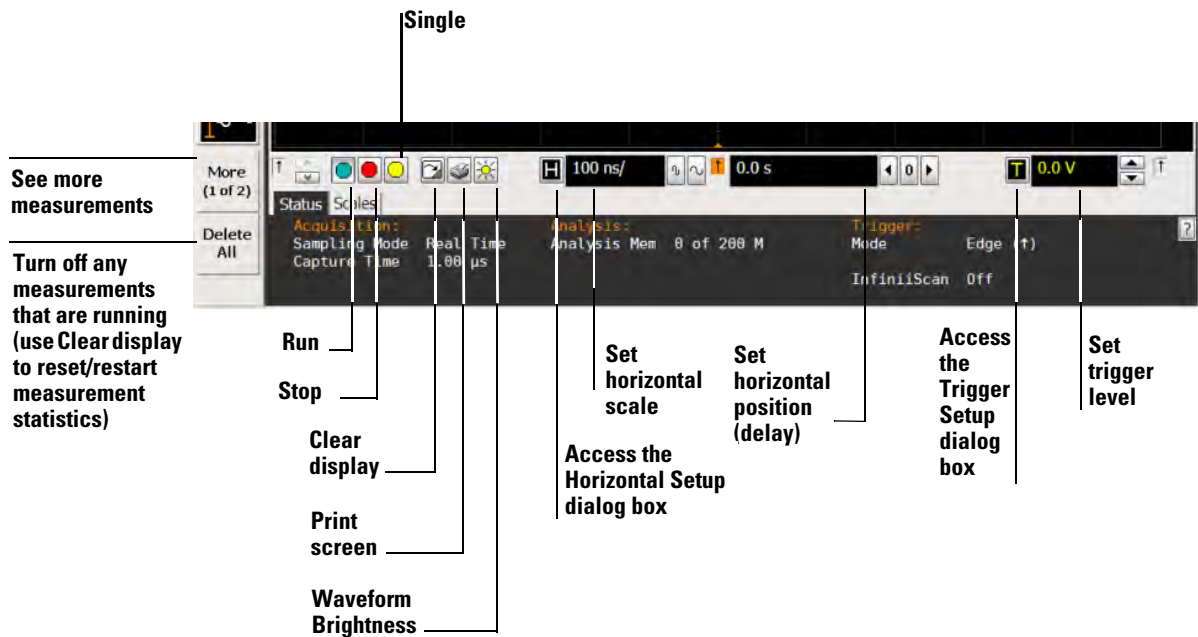 Single
More
(1 of 2)
100 ns/
0.0 s
0
H
T
0.0 V
See more
measurements
Status Scales
Delete
All
Acquisition:
Sampling Mode Real Time
Capture Time 1.00 µs
Analysis:
Analysis Mem 0 of 200 M
Trigger:
Mode Edge (↑)
InfiniiScan Off
?
Turn off any
measurements
that are running
(use Clear display
to reset/restart
measurement
statistics)
Run
Stop
Clear
display
Print
screen
Waveform
Brightness
Set
horizontal
scale
Access the
Horizontal Setup
dialog box
Set
horizontal
position
(delay)
Access
the
Trigger
Setup
dialog
box
Set
trigger
level